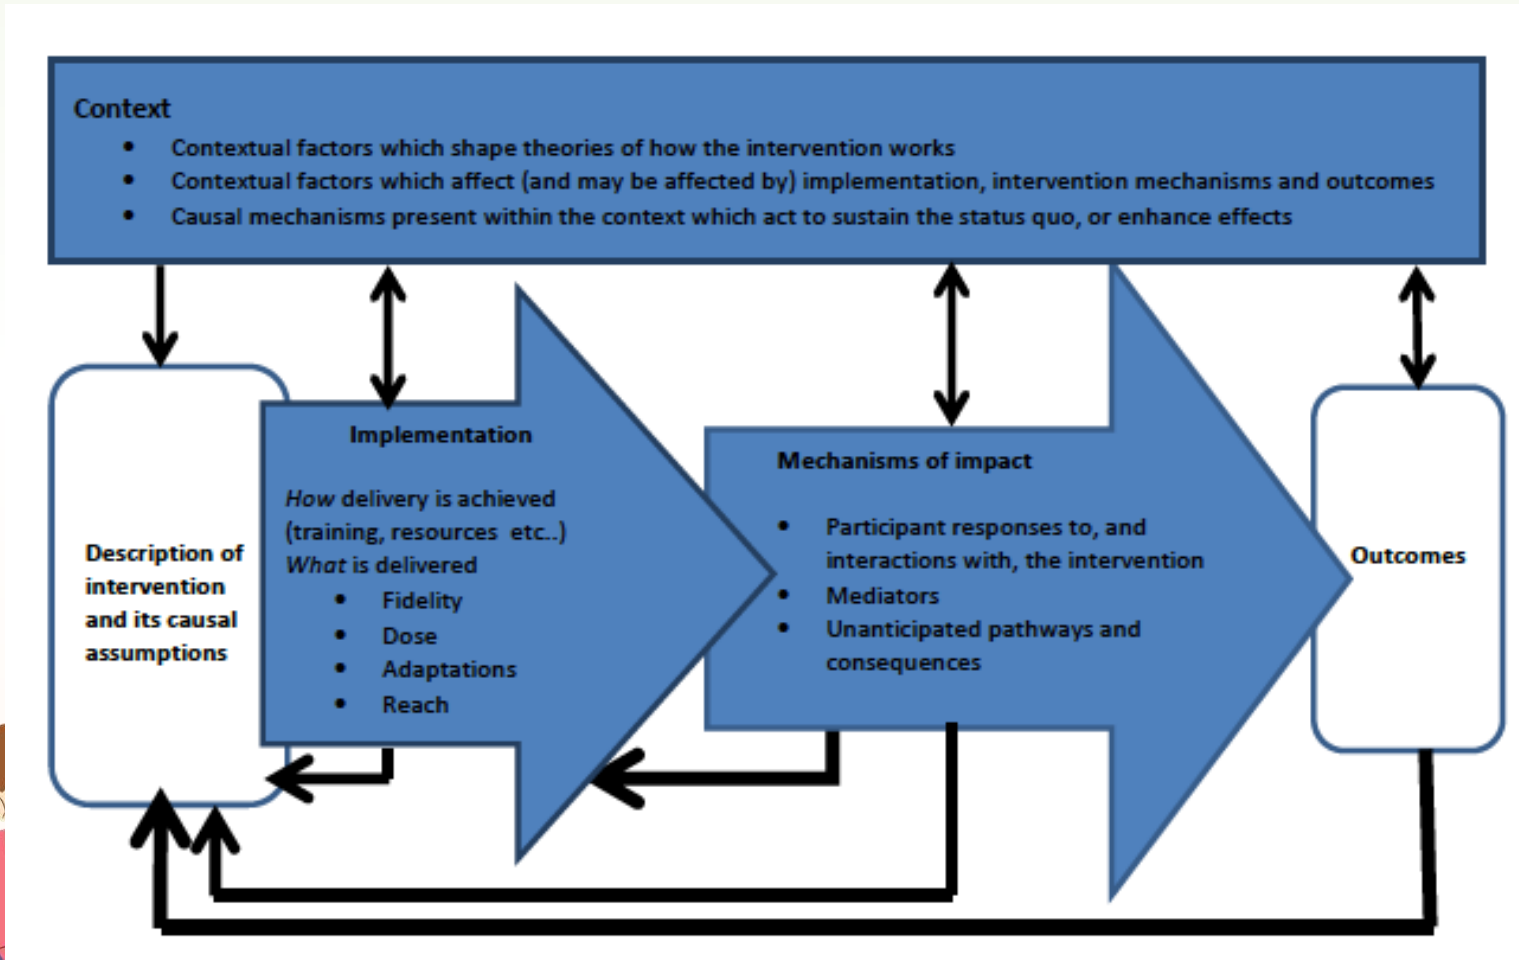 Context
• Contextual factors which shape theories of how the intervention works
• Contextual factors which affect (and may be affected by) implementation, intervention mechanisms and outcomes
• Causal mechanisms present within the context which act to sustain the status quo, or enhance effects
Description of
intervention
and its causal
assumptions
Implementation
How delivery is achieved
(training, resources etc..)
What is delivered
• Fidelity
• Dose
• Adaptations
• Reach
Mechanisms of impact
• Participant responses to, and
interactions with, the intervention
• Mediators
• Unanticipated pathways and
consequences
Outcomes